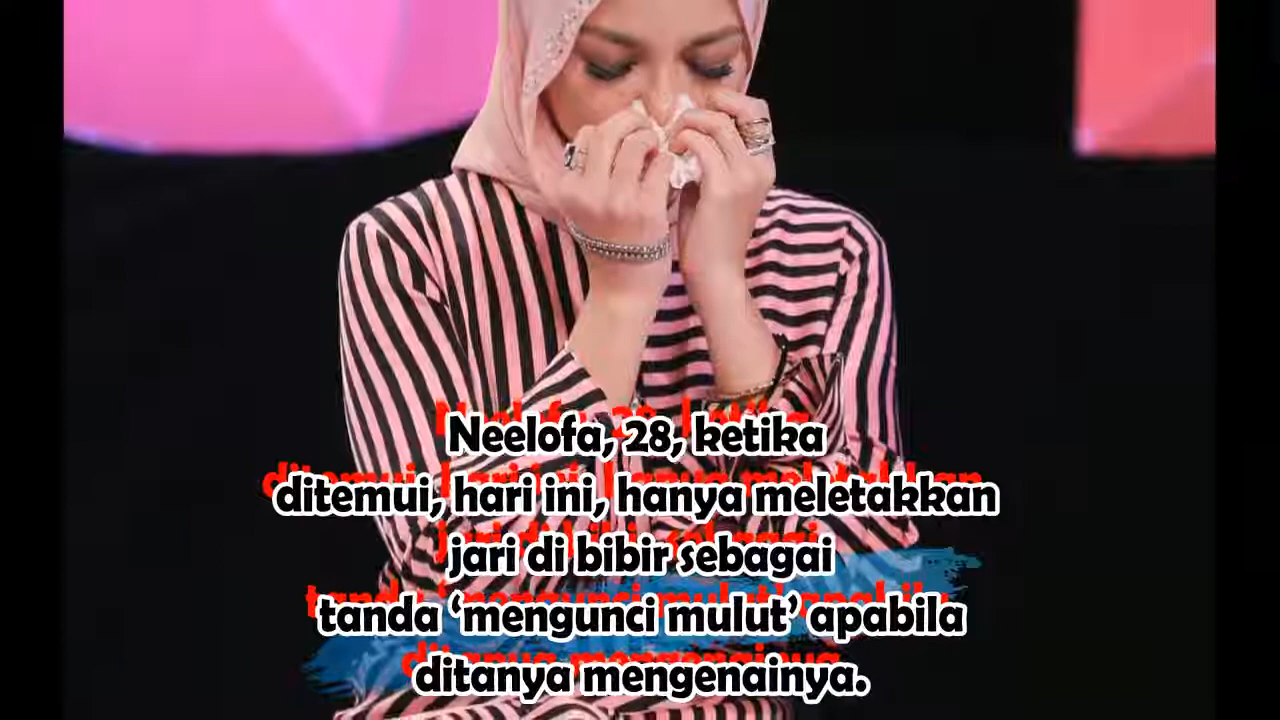 Neelofa, 28, ketika
ditemui, hari ini, hanya meletakkan
jari di bibir sebagai
tanda ‘mengunci mulut’ apabila
ditanya mengenainya.